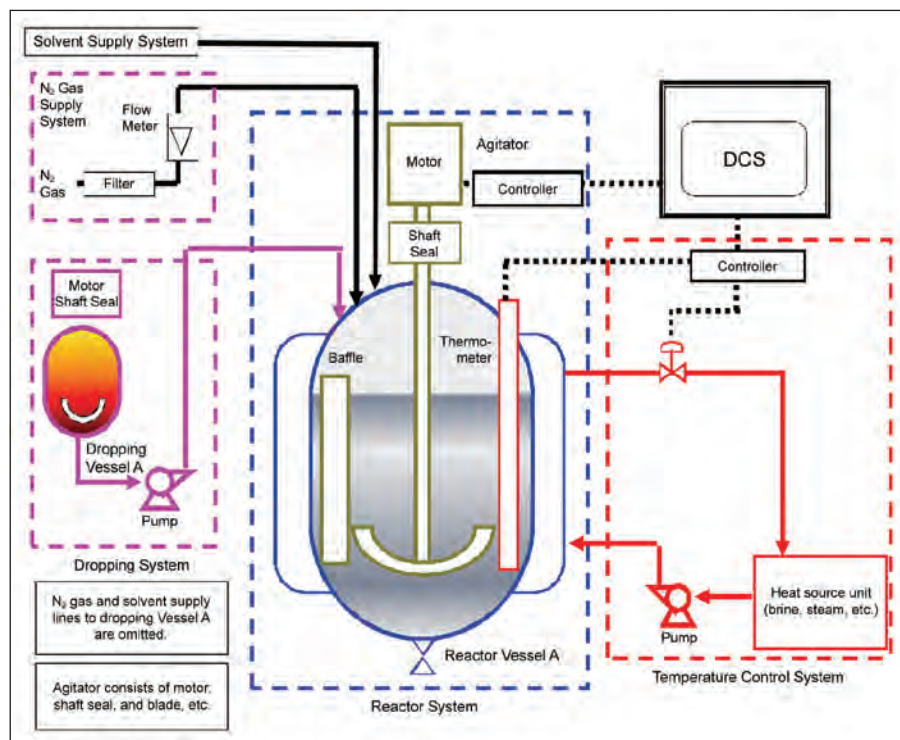 Solvent Supply System
N₂ Gas
Supply
System
Flow
Meter
N₂
Gas
Filter
Motor
Agitator
Controller
DCS
Shaft
Seal
Controller
Motor
Shaft Seal
Baffle
Thermo-
meter
Dropping
Vessel A
Pump
Dropping System
Heat source unit
(brine, steam, etc.)
Pump
N₂ gas and solvent supply
lines to dropping Vessel A
are omitted.
Reactor Vessel A
Temperature Control System
Agitator consists of motor,
shaft seal, and blade, etc.
Reactor System